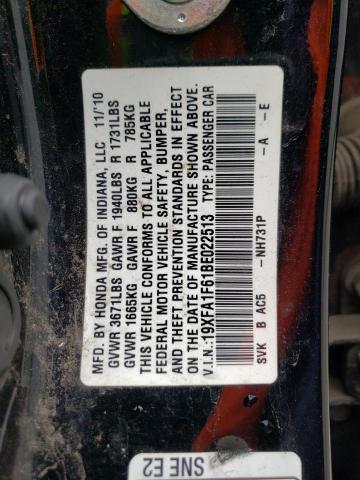 MFD. BY HONDA MFG. OF INDIANA, LLC 11/10
GVWR 3671LBS GAWR F 1940LBS R 1731LBS
GVWR 1665KG GAWR F 880KG R 785KG
THIS VEHICLE CONFORMS TO ALL APPLICABLE
FEDERAL MOTOR VEHICLE SAFETY, BUMPER,
AND THEFT PREVENTION STANDARDS IN EFFECT
ON THE DATE OF MANUFACTURE SHOWN ABOVE.
V.I.N.: 19XFA1F61BE022513 TYPE: PASSENGER CAR
SVK B AC5 -NH731P -A -E
SNE E2